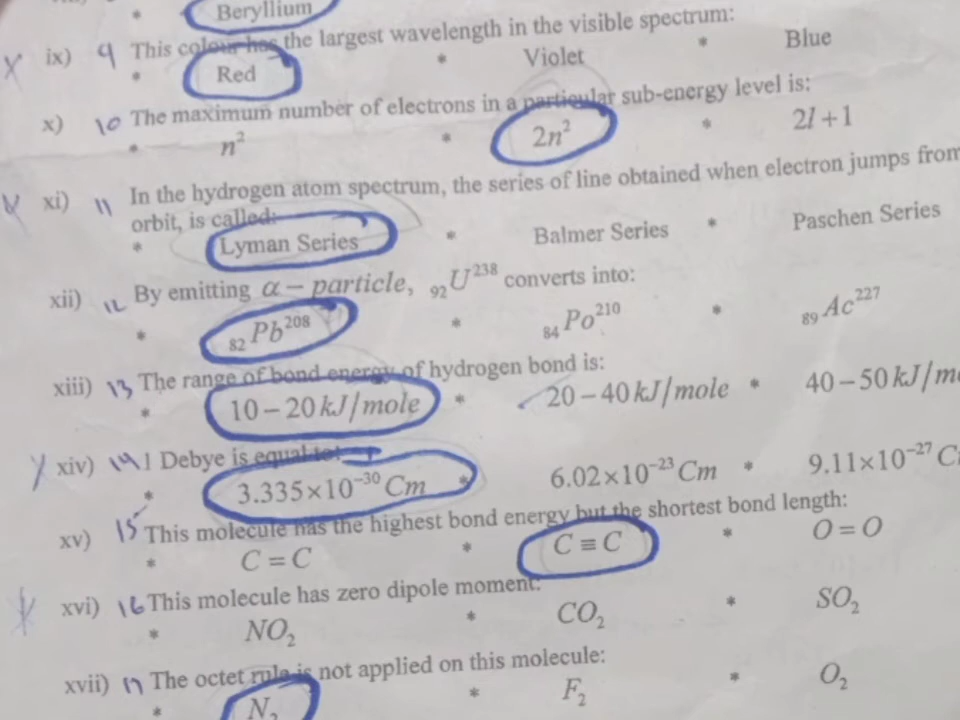 * Beryllium
ix) 9 This colour has the largest wavelength in the visible spectrum:
* Red * Violet * Blue
x) 10 The maximum number of electrons in a particular sub-energy level is:
* n² * 2n² * 2l+1
xi) 11 In the hydrogen atom spectrum, the series of line obtained when electron jumps from
orbit, is called:
* Lyman Series * Balmer Series * Paschen Series
xii) 12 By emitting α – particle, ₉₂U²³⁸ converts into:
* ₈₂Pb²⁰⁸ * ₈₄Po²¹⁰ * ₈₉Ac²²⁷
xiii) 13 The range of bond energy of hydrogen bond is:
* 10–20 kJ/mole * 20–40 kJ/mole * 40–50 kJ/m
xiv) 14 1 Debye is equal to:
* 3.335×10⁻³⁰ Cm * 6.02×10⁻²³ Cm * 9.11×10⁻²⁷ C
xv) 15 This molecule has the highest bond energy but the shortest bond length:
* C = C * C ≡ C * O = O
xvi) 16 This molecule has zero dipole moment:
* NO₂ * CO₂ * SO₂
xvii) 17 The octet rule is not applied on this molecule:
* N₂ * F₂ * O₂